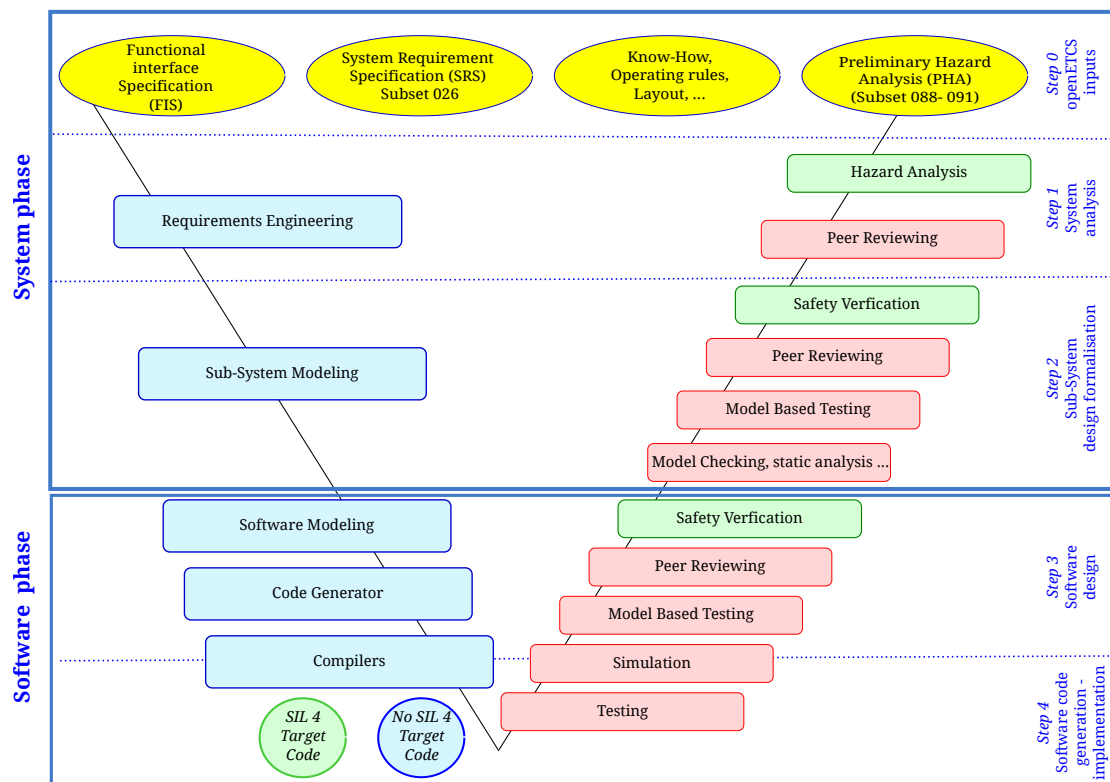 Functional
interface
Specification
(FIS)
System Requirement
Specification (SRS)
Subset 026
Know-How,
Operating rules,
Layout, ...
Preliminary Hazard
Analysis (PHA)
(Subset 088- 091)
Step 0
openETCS
inputs
System phase
Hazard Analysis
Requirements Engineering
Peer Reviewing
Step 1
System
analysis
Safety Verfication
Sub-System Modeling
Peer Reviewing
Model Based Testing
Model Checking, static analysis ...
Step 2
Sub-System
design formalisation
Software phase
Software Modeling
Safety Verfication
Peer Reviewing
Code Generator
Model Based Testing
Step 3
Software
design
Compilers
Simulation
Testing
SIL 4
Target
Code
No SIL 4
Target
Code
Step 4
Software code
generation -
implementation